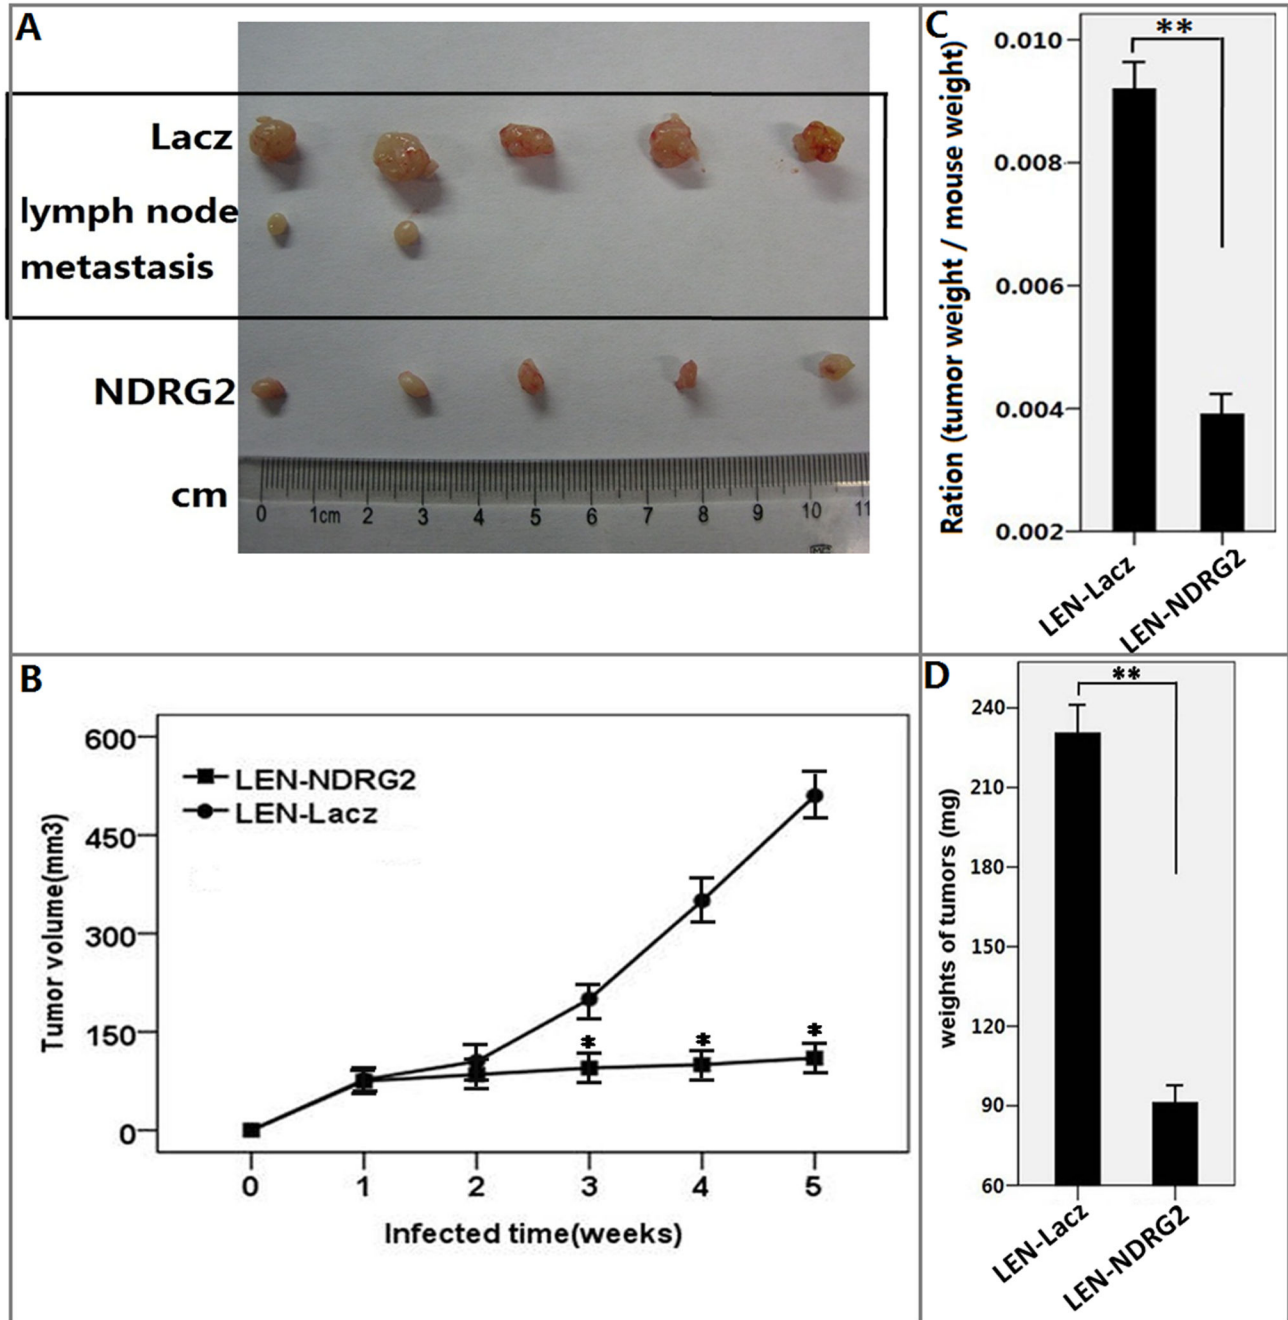 A
Lacz
lymph node
metastasis
NDRG2
cm
0 1cm 2 3 4 5 6 7 8 9 10 11
B
600
450
300
150
0
Tumor volume(mm3)
LEN-NDRG2
LEN-Lacz
*
*
*
0 1 2 3 4 5
Infected time(weeks)
C
**
0.010
0.008
0.006
0.004
0.002
Ration (tumor weight / mouse weight)
LEN-Lacz
LEN-NDRG2
D
**
240
210
180
150
120
90
60
weights of tumors (mg)
LEN-Lacz
LEN-NDRG2